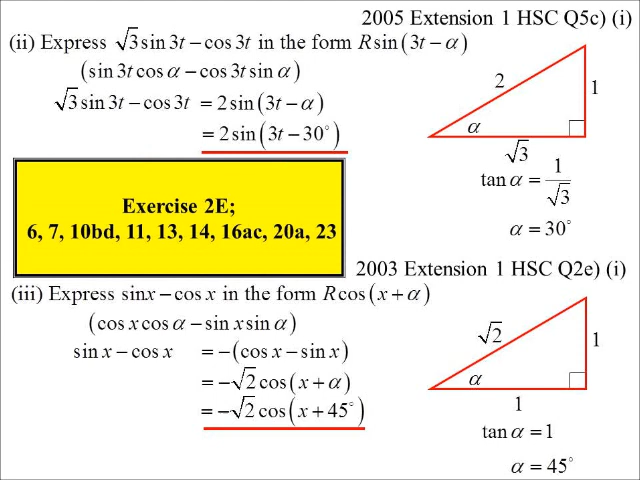 2005 Extension 1 HSC Q5c) (i)
(ii) Express √3 sin 3t − cos 3t in the form R sin(3t − α)
(sin 3t cos α − cos 3t sin α)
√3 sin 3t − cos 3t = 2 sin(3t − α)
= 2 sin(3t − 30°)
2
1
α
√3
tan α = 1/√3
α = 30°
Exercise 2E;
6, 7, 10bd, 11, 13, 14, 16ac, 20a, 23
2003 Extension 1 HSC Q2e) (i)
(iii) Express sin x − cos x in the form R cos(x + α)
(cos x cos α − sin x sin α)
sin x − cos x = −(cos x − sin x)
= −√2 cos(x + α)
= −√2 cos(x + 45°)
√2
1
α
1
tan α = 1
α = 45°